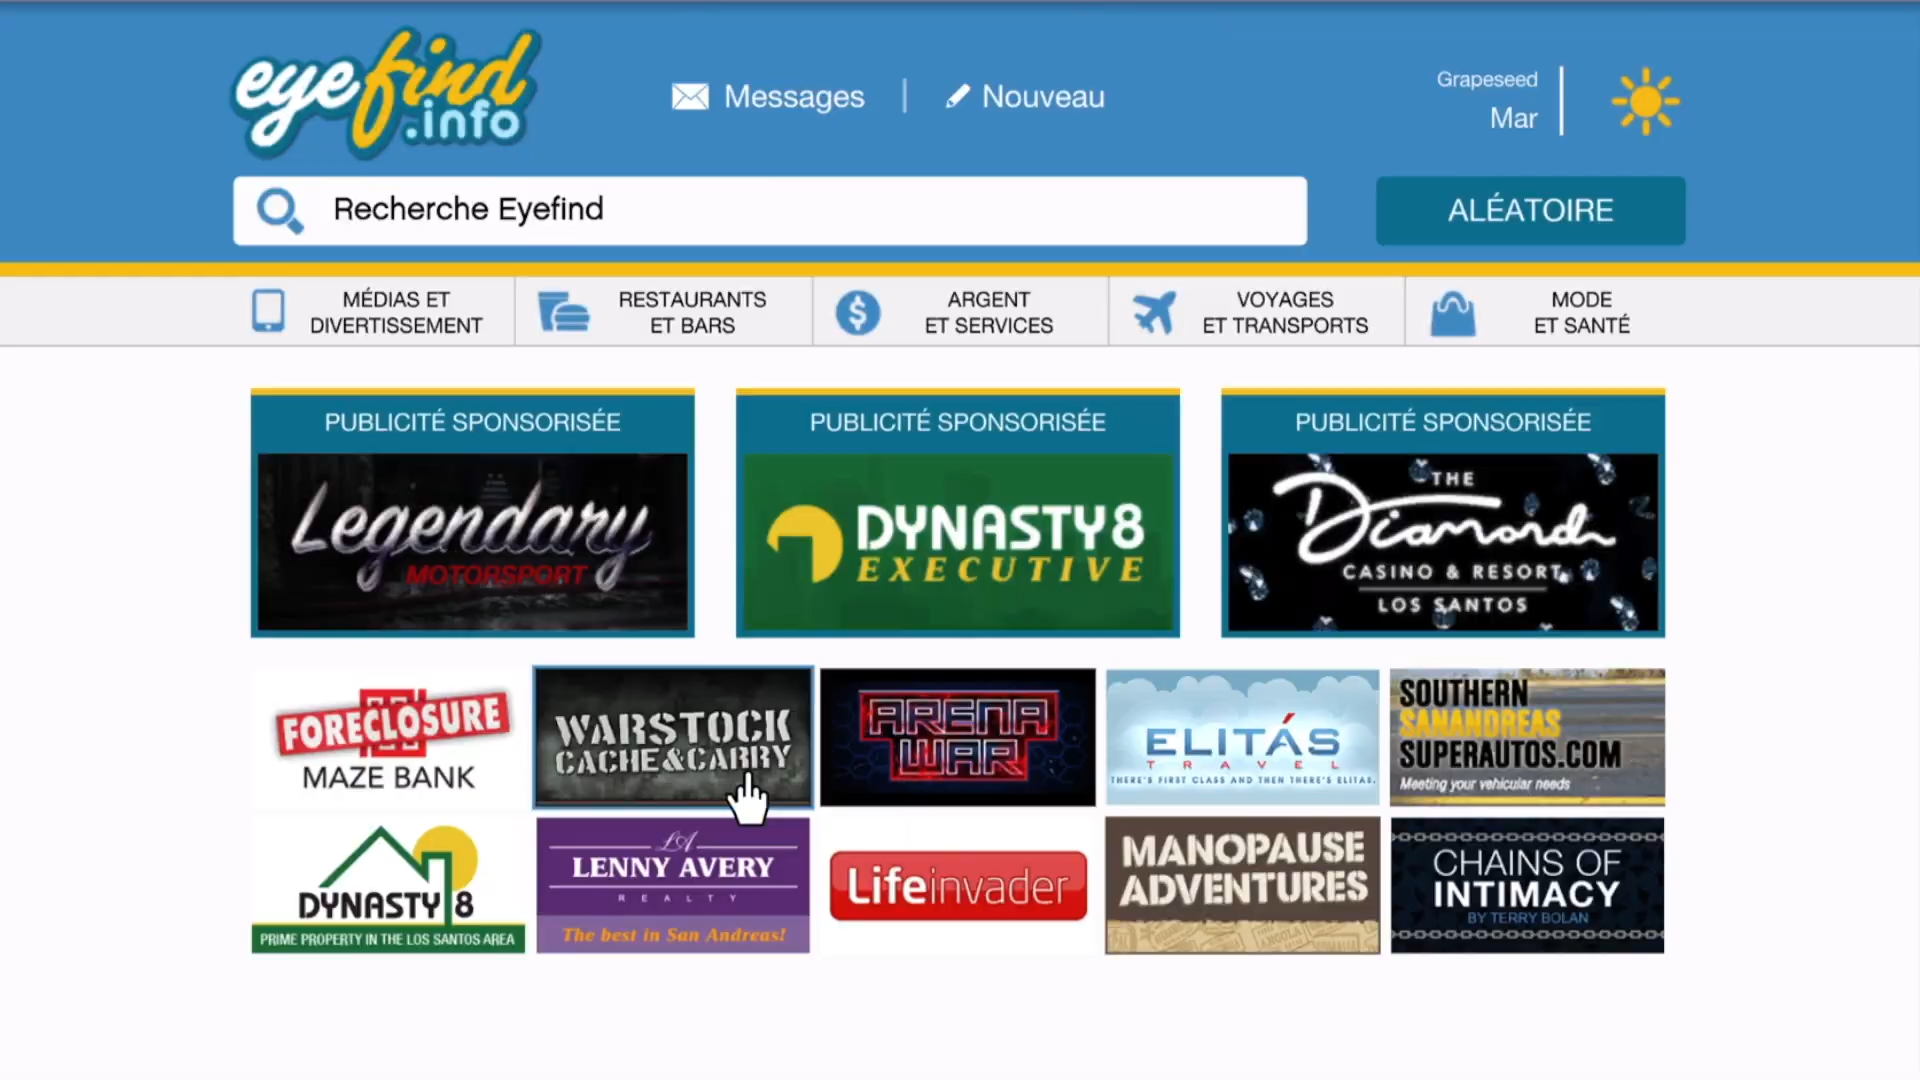 eyefind
.info
Messages
Nouveau
Grapeseed
Mar
Recherche Eyefind
ALÉATOIRE
MÉDIAS ET
DIVERTISSEMENT
RESTAURANTS
ET BARS
ARGENT
ET SERVICES
VOYAGES
ET TRANSPORTS
MODE
ET SANTÉ
PUBLICITÉ SPONSORISÉE
Legendary
MOTORSPORT
PUBLICITÉ SPONSORISÉE
DYNASTY8
EXECUTIVE
PUBLICITÉ SPONSORISÉE
THE
Diamond
CASINO & RESORT
LOS SANTOS
FORECLOSURE
MAZE BANK
WARSTOCK
CACHE&CARRY
ARENA
WAR
ELITÁS
TRAVEL
THERE'S FIRST CLASS AND THEN THERE'S ELITAS.
SOUTHERN
SANANDREAS
SUPERAUTOS.COM
Meeting your vehicular needs
DYNASTY 8
PRIME PROPERTY IN THE LOS SANTOS AREA
LA
LENNY AVERY
REALTY
The best in San Andreas!
Lifeinvader
MANOPAUSE
ADVENTURES
CHAINS OF
INTIMACY
BY TERRY BOLAN